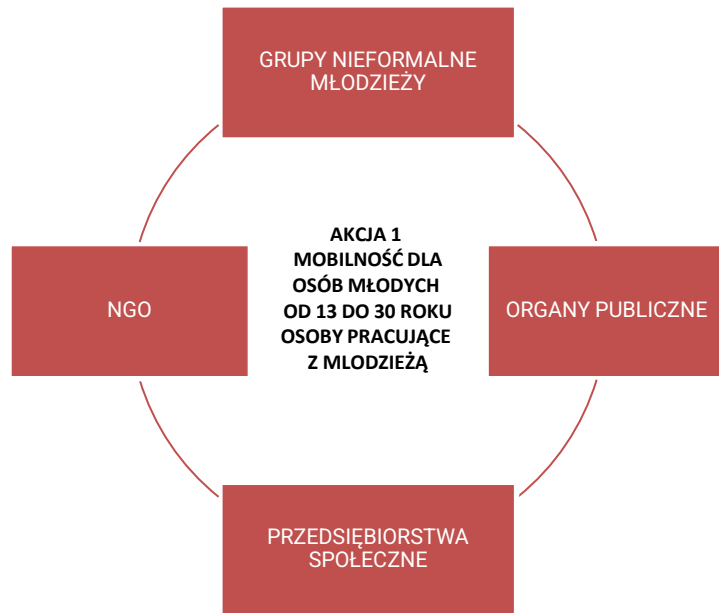 GRUPY NIEFORMALNE
MŁODZIEŻY
AKCJA 1
MOBILNOŚĆ DLA
OSÓB MŁODYCH
OD 13 DO 30 ROKU
OSOBY PRACUJĄCE
Z MLODZIEŻĄ
NGO
ORGANY PUBLICZNE
PRZEDSIĘBIORSTWA
SPOŁECZNE